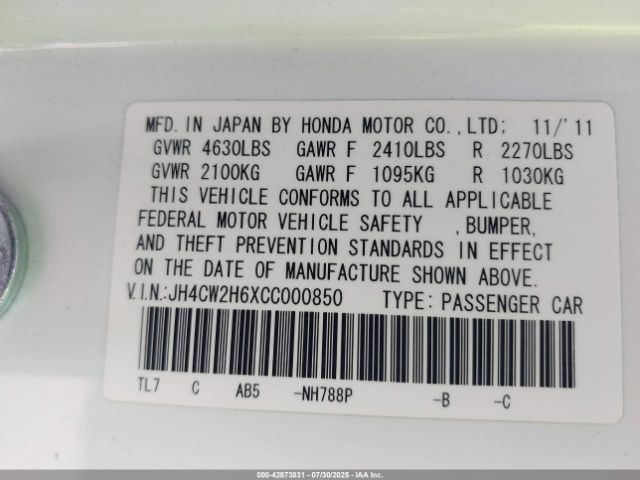 MFD. IN JAPAN BY HONDA MOTOR CO.,LTD; 11/'11
GVWR 4630LBS GAWR F 2410LBS R 2270LBS
GVWR 2100KG GAWR F 1095KG R 1030KG
THIS VEHICLE CONFORMS TO ALL APPLICABLE
FEDERAL MOTOR VEHICLE SAFETY , BUMPER,
AND THEFT PREVENTION STANDARDS IN EFFECT
ON THE DATE OF MANUFACTURE SHOWN ABOVE.
V.I.N.:JH4CW2H6XCC000850 TYPE: PASSENGER CAR
TL7 C AB5 -NH788P -B -C
000-42873831 - 07/30/2025 - IAA Inc.